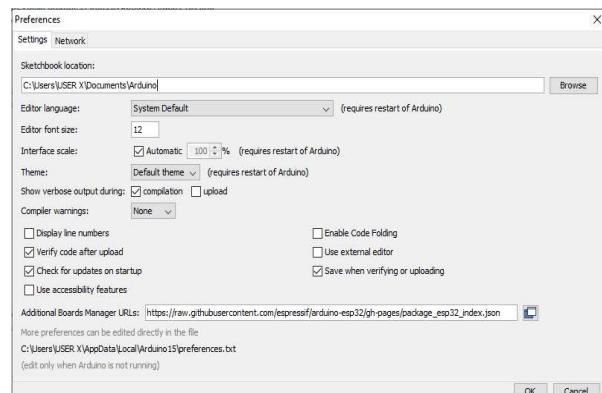 Preferences
Settings Network
Sketchbook location:
C:\Users\USER X\Documents\Arduino Browse
Editor language: System Default (requires restart of Arduino)
Editor font size: 12
Interface scale: Automatic 100 % (requires restart of Arduino)
Theme: Default theme (requires restart of Arduino)
Show verbose output during: compilation upload
Compiler warnings: None
Display line numbers Enable Code Folding
Verify code after upload Use external editor
Check for updates on startup Save when verifying or uploading
Use accessibility features
Additional Boards Manager URLs: https://raw.githubusercontent.com/espressif/arduino-esp32/gh-pages/package_esp32_index.json
More preferences can be edited directly in the file
C:\Users\USER X\AppData\Local\Arduino15\preferences.txt
(edit only when Arduino is not running)
OK Cancel